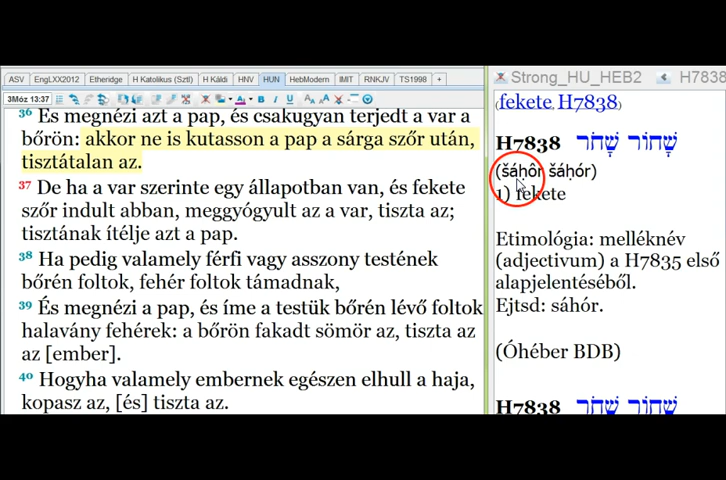 ASV EngLXX2012 Etheridge H Katolikus (Sztl) H Káldi HNV HUN HebModern IMIT RNKJV TS1998 +
3Móz 13:37
36 És megnézi azt a pap, és csakugyan terjedt a var a
bőrön: akkor ne is kutasson a pap a sárga szőr után,
tisztátalan az.
37 De ha a var szerinte egy állapotban van, és fekete
szőr indult abban, meggyógyult az a var, tiszta az;
tisztának ítélje azt a pap.
38 Ha pedig valamely férfi vagy asszony testének
bőrén foltok, fehér foltok támadnak,
39 És megnézi a pap, és íme a testük bőrén lévő foltok
halavány fehérek: a bőrön fakadt sömör az, tiszta az
az [ember].
40 Hogyha valamely embernek egészen elhull a haja,
kopasz az, [és] tiszta az.
Strong_HU_HEB2 H7838
(fekete, H7838)
H7838 שָׁחֹר שָׁחוֹר
(šáḥôr, šáḥór)
1) fekete
Etimológia: melléknév
(adjectivum) a H7835 első
alapjelentéséből.
Ejtsd: sáhór.
(Óhéber BDB)
H7838 שָׁחֹר שָׁחוֹר